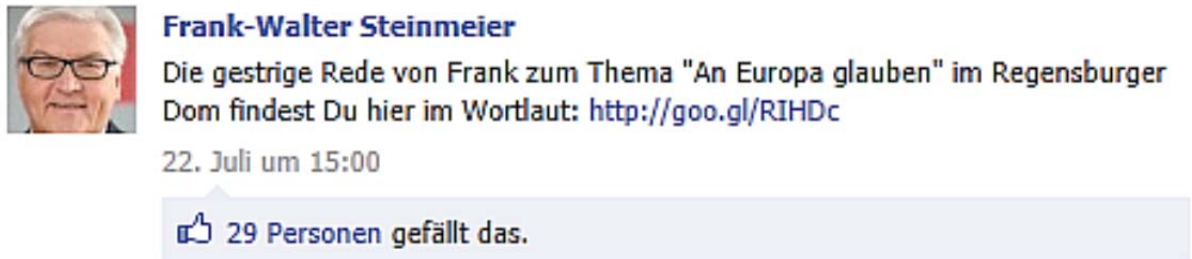 Frank-Walter Steinmeier
Die gestrige Rede von Frank zum Thema "An Europa glauben" im Regensburger
Dom findest Du hier im Wortlaut: http://goo.gl/RIHDc
22. Juli um 15:00
29 Personen gefällt das.